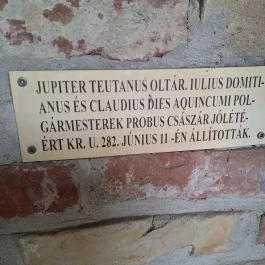 JUPITER TEUTANUS OLTÁR. IULIUS DOMITI-
ANUS ÉS CLAUDIUS DIES AQUINCUMI POL-
GÁRMESTEREK PROBUS CSÁSZÁR JÓLÉTÉ-
ÉRT KR. U. 282. JÚNIUS 11 -ÉN ÁLLÍTOTTÁK.